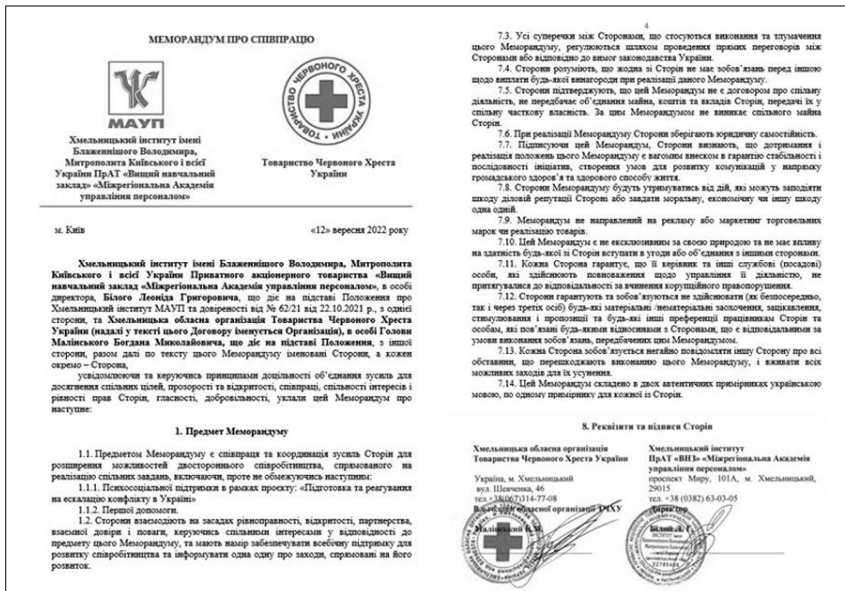 МЕМОРАНДУМ ПРО СПІВПРАЦЮ
МАУП
ТОВАРИСТВО ЧЕРВОНОГО ХРЕСТА УКРАЇНИ
Хмельницький інститут імені
Блаженнішого Володимира,
Митрополита Київського і всієї
України ПрАТ «Вищий навчальний
заклад» «Міжрегіональна Академія
управління персоналом»
Товариство Червоного Хреста
України
м. Київ
«12» вересня 2022 року
Хмельницький інститут імені Блаженнішого Володимира, Митрополита
Київського і всієї України Приватного акціонерного товариства «Вищий
навчальний заклад «Міжрегіональна Академія управління персоналом», в особі
директора, Білого Леоніда Григоровича, що діє на підставі Положення про
Хмельницький інститут МАУП та довіреності від № 62/21 від 22.10.2021 р., з однієї
сторони, та Хмельницька обласна організація Товариства Червоного Хреста
України (надалі у тексті цього Договору іменується Організація), в особі Голови
Малінського Богдана Миколайовича, що діє на підставі Положення, з іншої
сторони, разом далі по тексту цього Меморандуму іменовані Сторони, а кожен
окремо – Сторона,
усвідомлюючи та керуючись принципами доцільності об'єднання зусиль для
досягнення спільних цілей, прозорості та відкритості, співпраці, спільності інтересів і
рівності прав Сторін, гласності, добровільності, уклали цей Меморандум про
наступне:
1. Предмет Меморандуму
1.1. Предметом Меморандуму є співпраця та координація зусиль Сторін для
розширення можливостей двостороннього співробітництва, спрямованого на
реалізацію спільних завдань, включаючи, проте не обмежуючись наступним:
1.1.1. Психосоціальної підтримки в рамках проекту: «Підготовка та реагування
на ескалацію конфлікту в Україні»
1.1.2. Першої допомоги.
1.2. Сторони взаємодіють на засадах рівноправності, відкритості, партнерства,
взаємної довіри і поваги, керуючись спільними інтересами у відповідності до
предмету цього Меморандуму, та мають намір забезпечувати всебічну підтримку для
розвитку співробітництва та інформувати одна одну про заходи, спрямовані на його
розвиток.
4
7.3. Усі суперечки між Сторонами, що стосуються виконання та тлумачення
цього Меморандуму, регулюються шляхом проведення прямих переговорів між
Сторонами або відповідно до вимог законодавства України.
7.4. Сторони розуміють, що жодна зі Сторін не має зобов'язань перед іншою
щодо виплати будь-якої винагороди при реалізації даного Меморандуму.
7.5. Сторони підтверджують, що цей Меморандум не є договором про спільну
діяльність, не передбачає об'єднання майна, коштів та вкладів Сторін, передачі їх у
спільну часткову власність. За цим Меморандумом не виникає спільного майна
Сторін.
7.6. При реалізації Меморандуму Сторони зберігають юридичну самостійність.
7.7. Підписуючи цей Меморандум, Сторони визнають, що дотримання і
реалізація положень цього Меморандуму є вагомим внеском в гарантію стабільності і
послідовності ініціатив, створення умов для розвитку комунікацій у напрямку
громадського здоров'я та здорового способу життя.
7.8. Сторони Меморандуму будуть утримуватись від дій, які можуть заподіяти
шкоду діловій репутації Стороні або завдати моральну, економічну чи іншу шкоду
одна одній.
7.9. Меморандум не направлений на рекламу або маркетинг торговельних
марок чи реалізацію товарів.
7.10. Цей Меморандум є не ексклюзивним за своєю природою та не має впливу
на здатність будь-якої зі Сторін вступати в угоди або об'єднання з іншими сторонами.
7.11. Кожна Сторона гарантує, що її керівник та інші службові (посадові)
особи, які здійснюють повноваження щодо управління її діяльністю, не
притягувалися до відповідальності за вчинення корупційного правопорушення.
7.12. Сторони гарантують та зобов'язуються не здійснювати (як безпосередньо,
так і через третіх осіб) будь-які матеріальні /нематеріальні заохочення, зацікавлення,
стимулювання і пропозиції та будь-які інші преференції працівникам Сторін та
особам, які пов'язані будь-якими відносинами з Сторонами, що є відповідальними за
умови виконання зобов'язань, передбачених цим Меморандумом.
7.13. Кожна Сторона зобов'язується негайно повідомляти іншу Сторону про всі
обставини, що перешкоджають виконанню цього Меморандуму, і вживати всіх
можливих заходів для їх усунення.
7.14. Цей Меморандум складено в двох автентичних примірниках українською
мовою, по одному примірнику для кожної із Сторін.
8. Реквізити та підписи Сторін
Хмельницька обласна організація
Товариства Червоного Хреста України
Україна, м. Хмельницький
вул. Шевченка, 46
тел.+38(067)314-77-08
обласної організації ТЧХУ
Хмельницький інститут
ПрАТ «ВНЗ» «Міжрегіональна Академія
управління персоналом»
проспект Миру, 101А, м. Хмельницький,
29015
тел. +38 (0382) 63-03-05
Директор